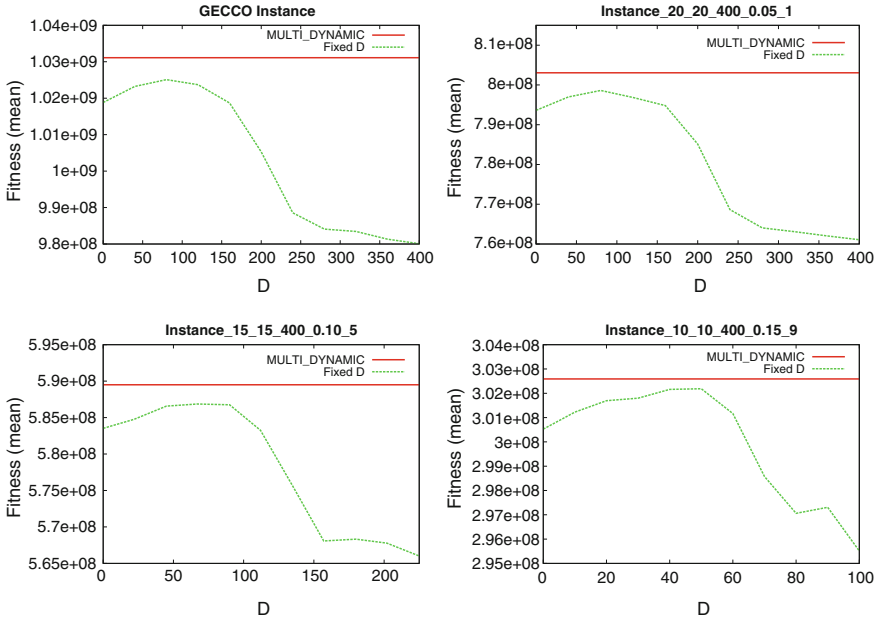 GECCO Instance
1.04e+09
1.03e+09
1.02e+09
1.01e+09
1e+09
9.9e+08
9.8e+08
Fitness (mean)
MULTI_DYNAMIC
Fixed D
0 50 100 150 200 250 300 350 400
D
Instance_20_20_400_0.05_1
8.1e+08
8e+08
7.9e+08
7.8e+08
7.7e+08
7.6e+08
Fitness (mean)
MULTI_DYNAMIC
Fixed D
0 50 100 150 200 250 300 350 400
D
Instance_15_15_400_0.10_5
5.95e+08
5.9e+08
5.85e+08
5.8e+08
5.75e+08
5.7e+08
5.65e+08
Fitness (mean)
MULTI_DYNAMIC
Fixed D
0 50 100 150 200
D
Instance_10_10_400_0.15_9
3.04e+08
3.03e+08
3.02e+08
3.01e+08
3e+08
2.99e+08
2.98e+08
2.97e+08
2.96e+08
2.95e+08
Fitness (mean)
MULTI_DYNAMIC
Fixed D
0 20 40 60 80 100
D